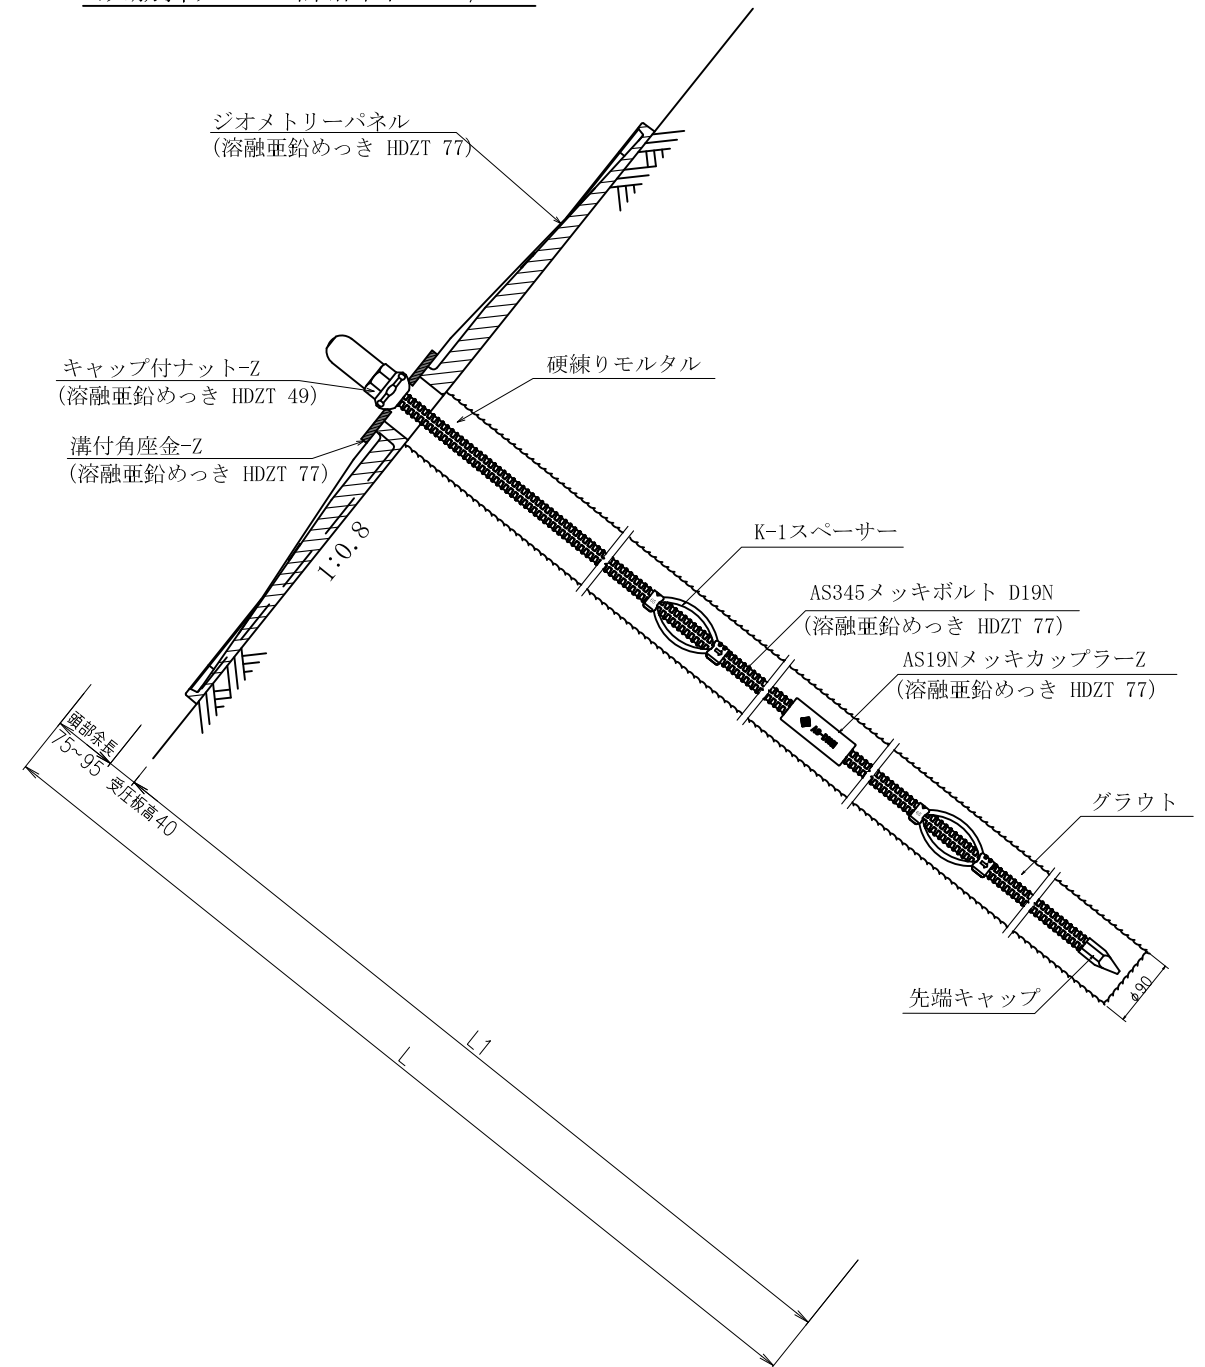 ジオメトリーパネル
(溶融亜鉛めっき HDZT 77)
キャップ付ナット-Z
(溶融亜鉛めっき HDZT 49)
溝付角座金-Z
(溶融亜鉛めっき HDZT 77)
硬練りモルタル
1:0.8
K-1スペーサー
AS345メッキボルト D19N
(溶融亜鉛めっき HDZT 77)
AS19NメッキカップラーZ
(溶融亜鉛めっき HDZT 77)
グラウト
先端キャップ
φ90
頭部余長
75~95
受圧板高40
L1
L